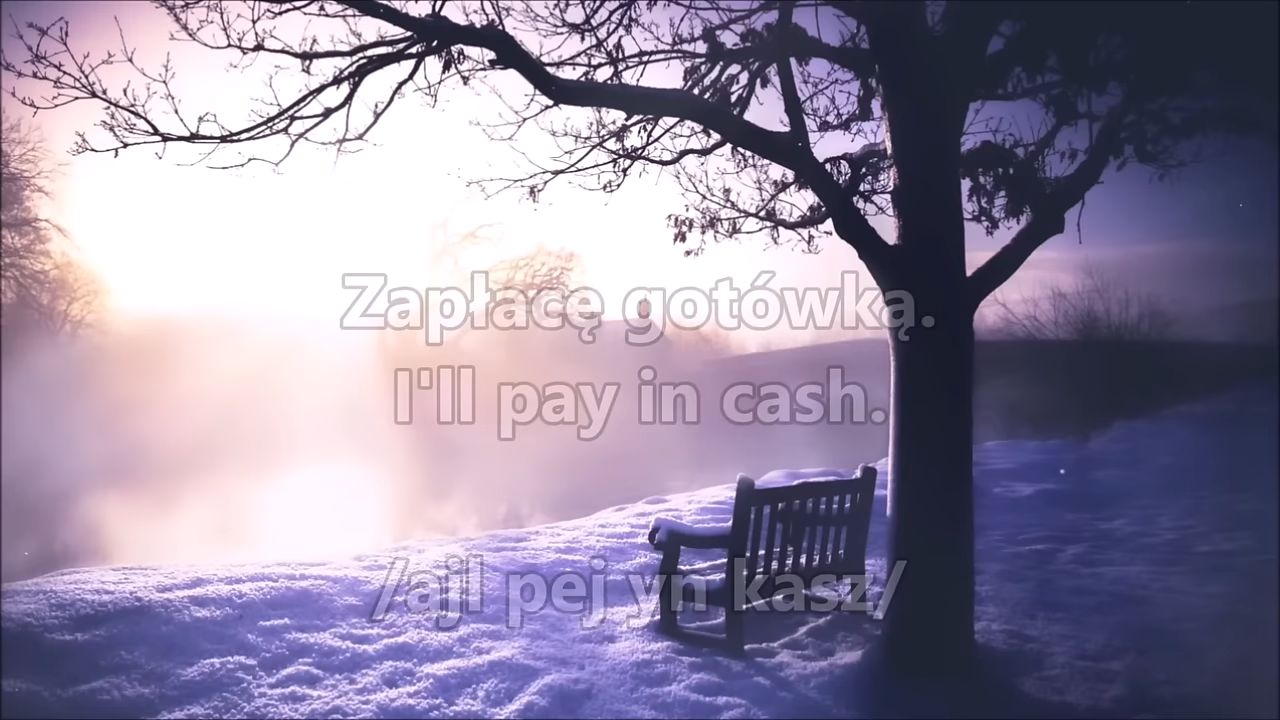 Zapłacę gotówką.
I'll pay in cash.
/ajl pej yn kasz/